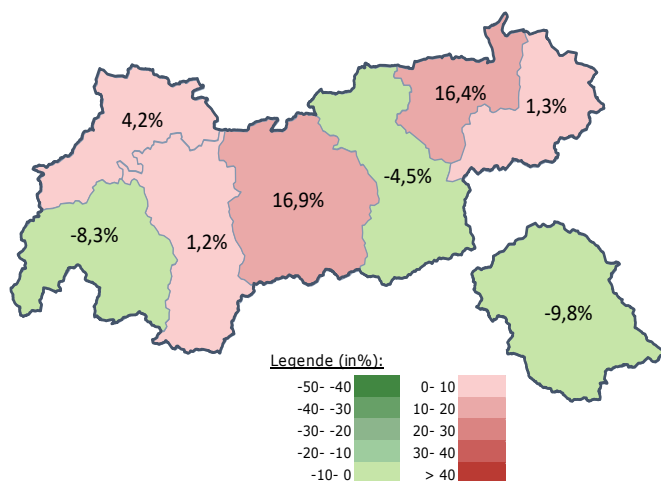 16,4%
1,3%
4,2%
-4,5%
16,9%
-8,3%
1,2%
-9,8%
Legende (in%):
-50- -40 0- 10
-40- -30 10- 20
-30- -20 20- 30
-20- -10 30- 40
-10- 0 > 40